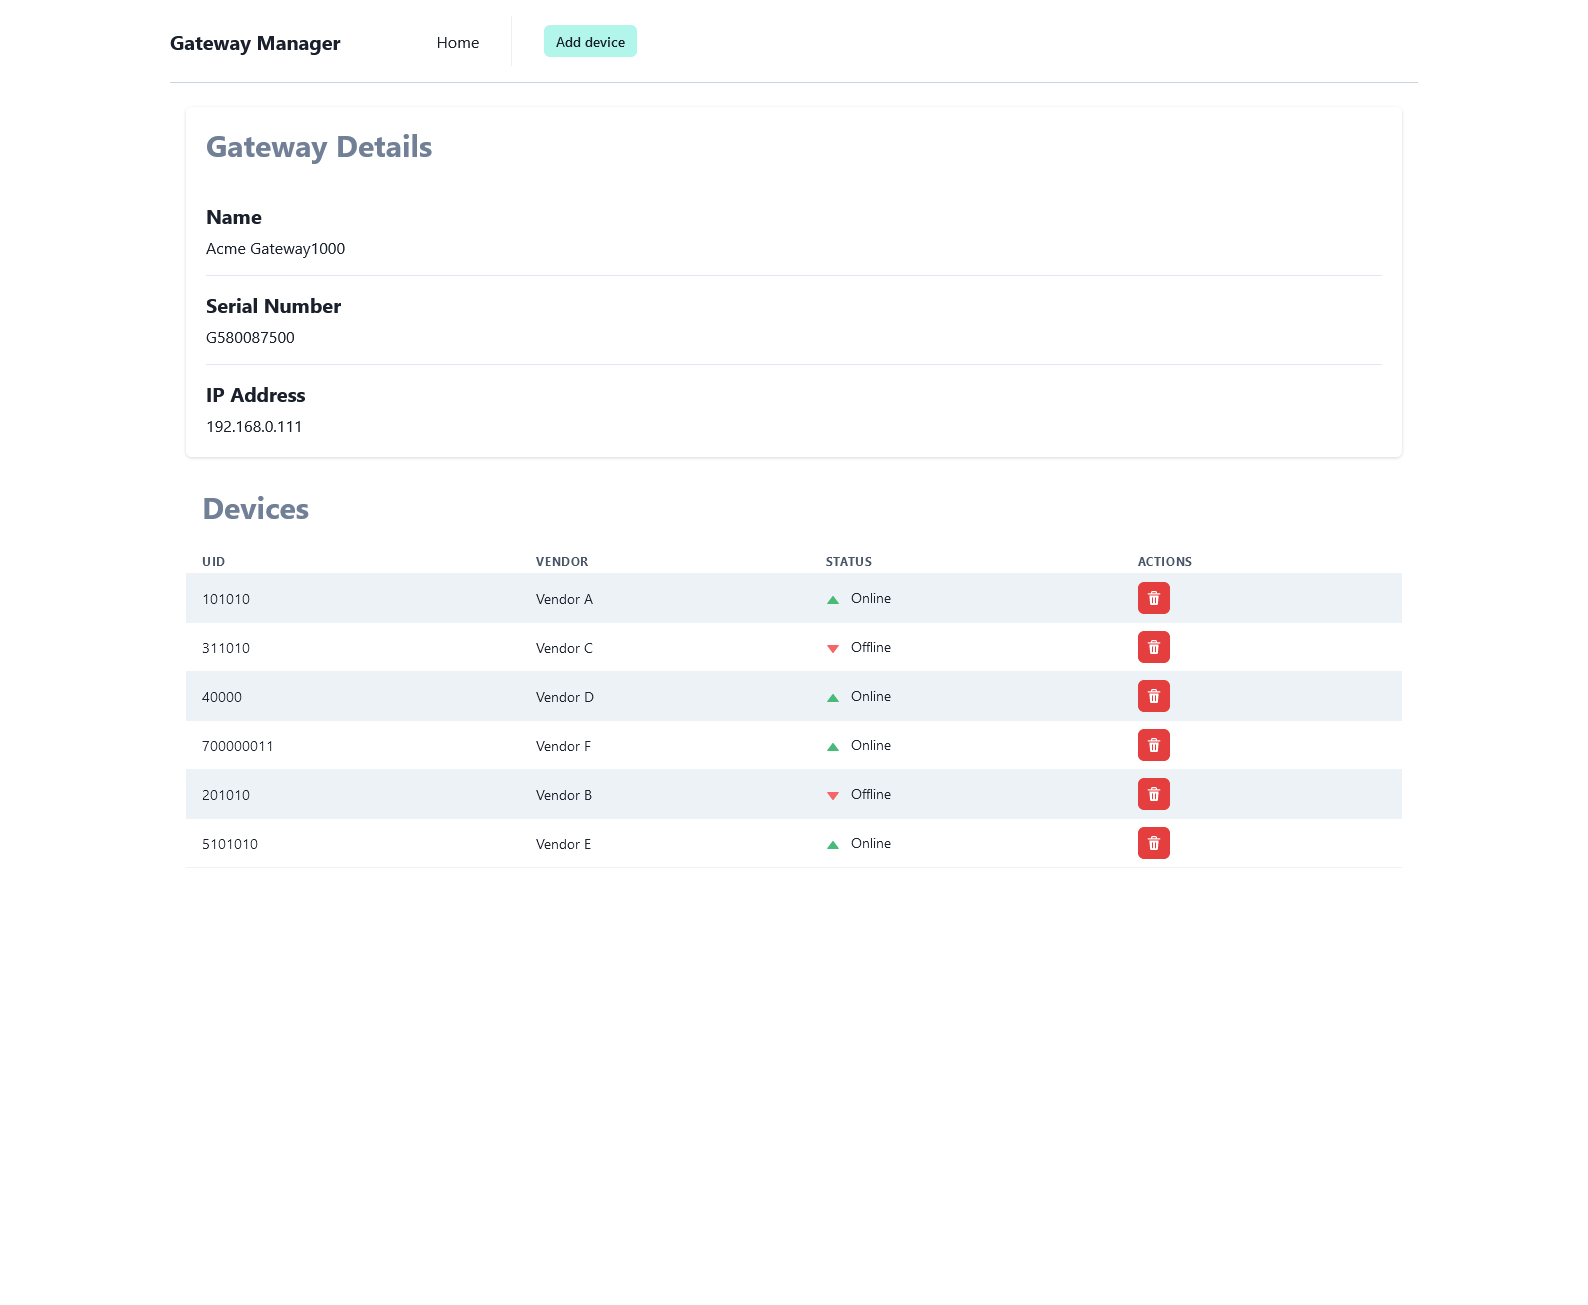 Gateway Manager Home Add device
Gateway Details
Name
Acme Gateway1000
Serial Number
G580087500
IP Address
192.168.0.111
Devices
UID VENDOR STATUS ACTIONS
101010 Vendor A Online
311010 Vendor C Offline
40000 Vendor D Online
700000011 Vendor F Online
201010 Vendor B Offline
5101010 Vendor E Online